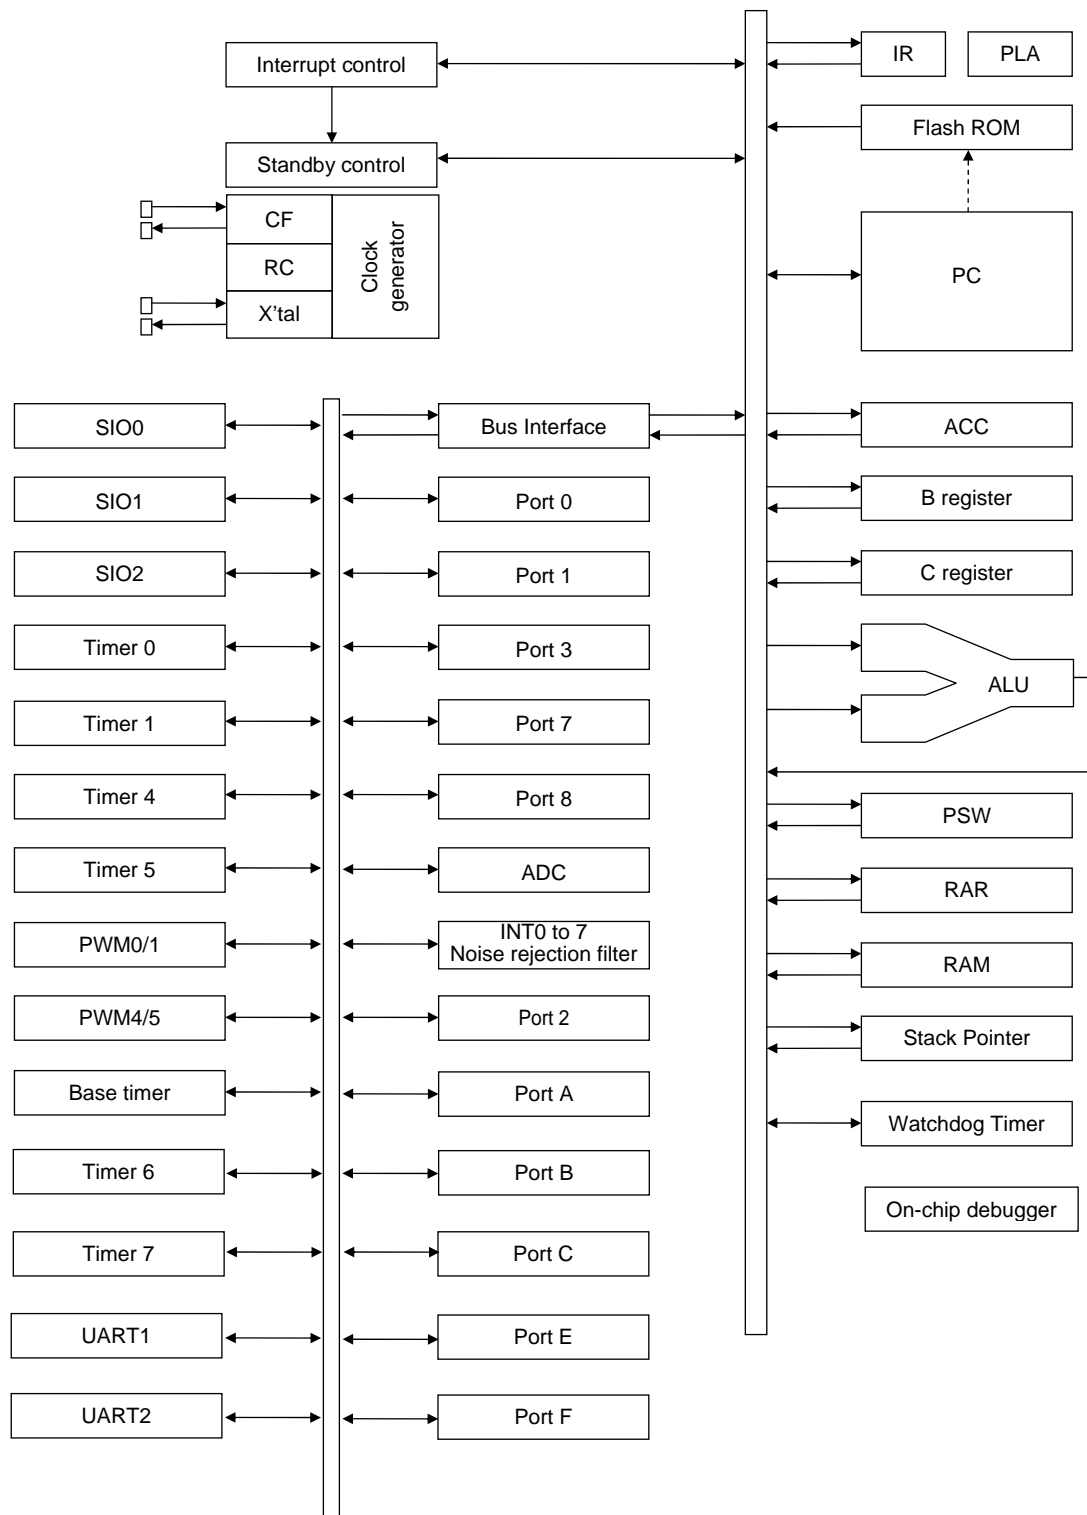 Interrupt control
IR
PLA
Flash ROM
Standby control
CF
RC
X'tal
Clock
generator
PC
SIO0
Bus Interface
ACC
SIO1
Port 0
B register
SIO2
Port 1
C register
Timer 0
Port 3
ALU
Timer 1
Port 7
Timer 4
Port 8
PSW
Timer 5
ADC
RAR
PWM0/1
INT0 to 7
Noise rejection filter
RAM
PWM4/5
Port 2
Stack Pointer
Base timer
Port A
Watchdog Timer
Timer 6
Port B
On-chip debugger
Timer 7
Port C
UART1
Port E
UART2
Port F